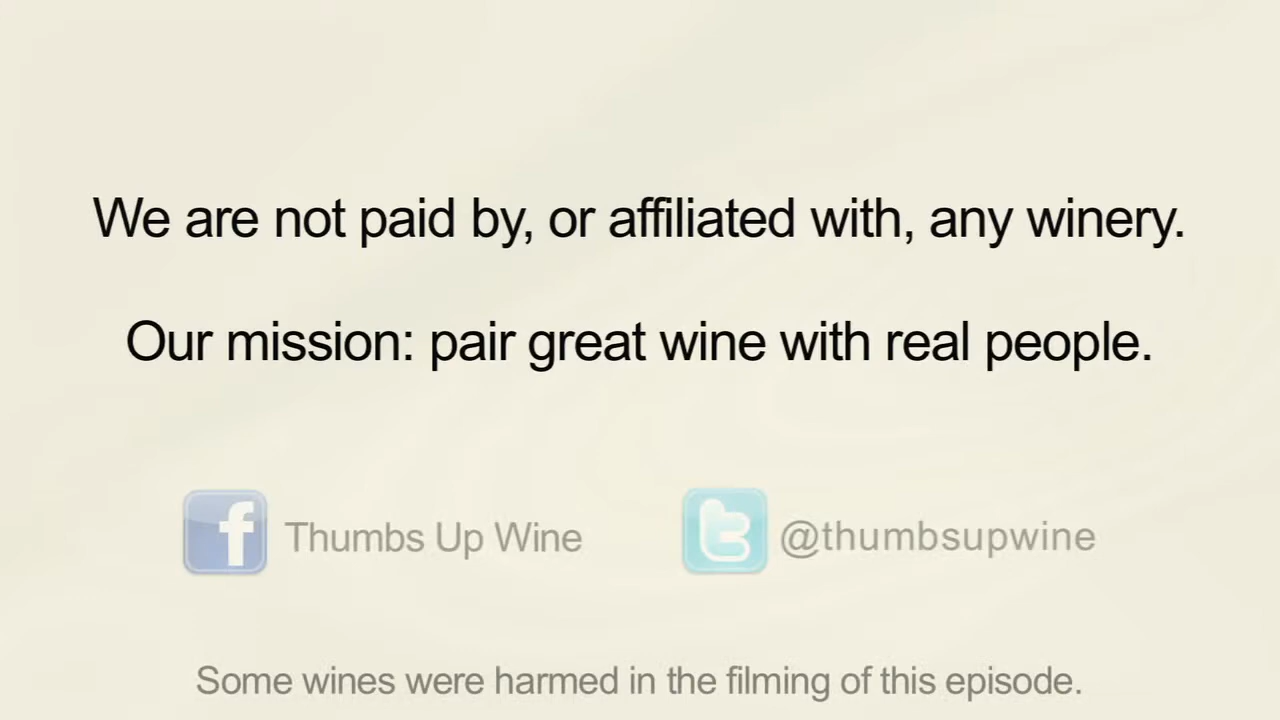 We are not paid by, or affiliated with, any winery.
Our mission: pair great wine with real people.
f Thumbs Up Wine
t @thumbsupwine
Some wines were harmed in the filming of this episode.